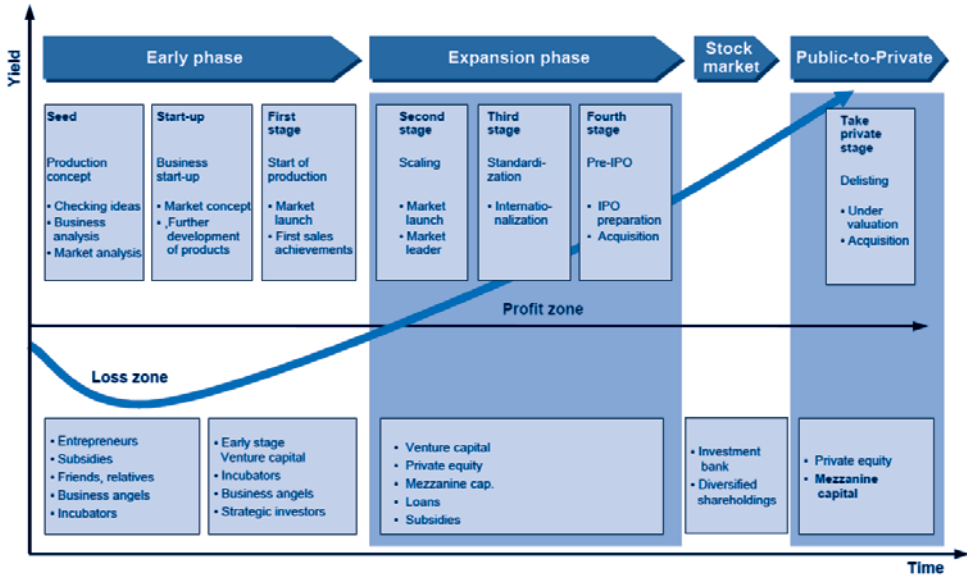 Yield
Early phase
Expansion phase
Stock
market
Public-to-Private
Seed
Production
concept
• Checking ideas
• Business
analysis
• Market analysis
Start-up
Business
start-up
• Market concept
• ,Further
development
of products
First
stage
Start of
production
• Market
launch
• First sales
achievements
Second
stage
Scaling
• Market
launch
• Market
leader
Third
stage
Standardi-
zation
• Internatio-
nalization
Fourth
stage
Pre-IPO
• IPO
preparation
• Acquisition
Take
private
stage
Delisting
• Under
valuation
• Acquisition
Profit zone
Loss zone
• Entrepreneurs
• Subsidies
• Friends, relatives
• Business angels
• Incubators
• Early stage
Venture capital
• Incubators
• Business angels
• Strategic investors
• Venture capital
• Private equity
• Mezzanine cap.
• Loans
• Subsidies
• Investment
bank
• Diversified
shareholdings
• Private equity
• Mezzanine
capital
Time